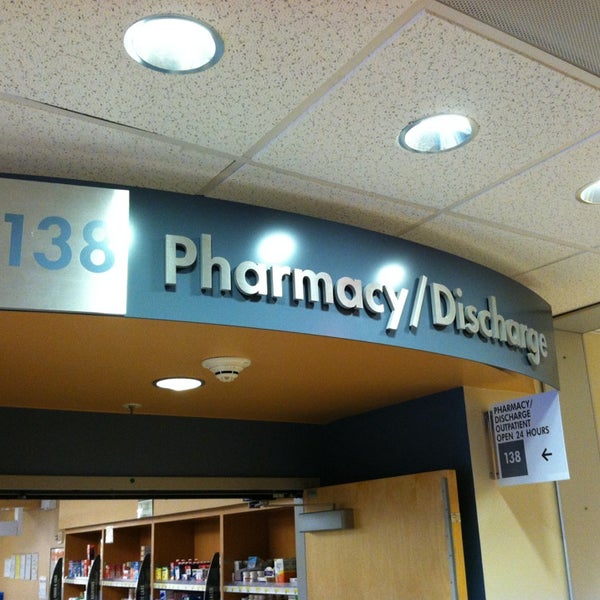 138
Pharmacy/Discharge
PHARMACY/
DISCHARGE
OUTPATIENT
OPEN 24 HOURS
138